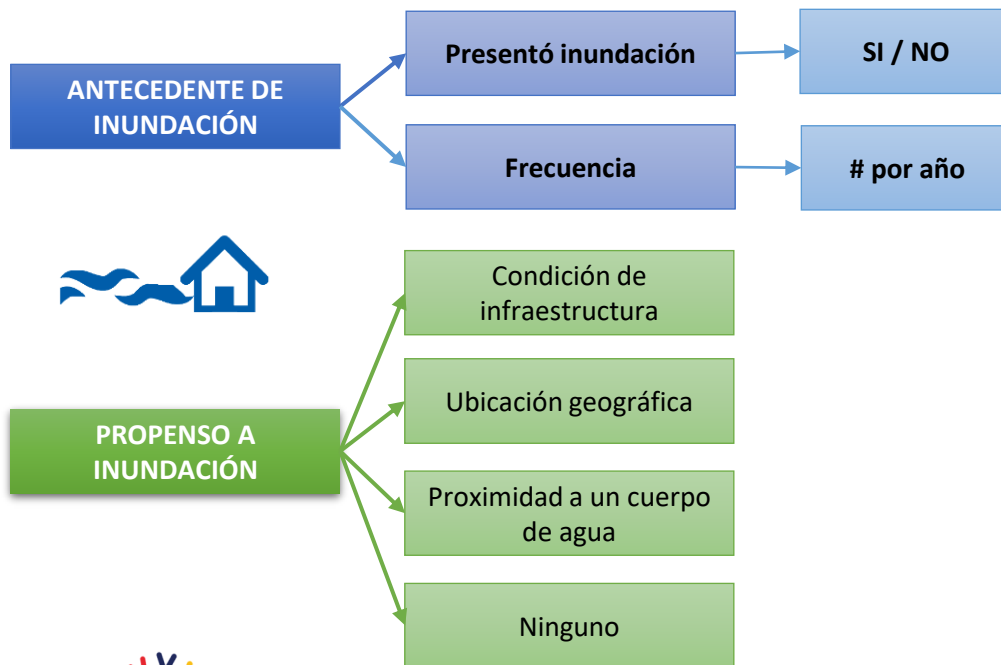 ANTECEDENTE DE
INUNDACIÓN
Presentó inundación
SI / NO
Frecuencia
# por año
PROPENSO A
INUNDACIÓN
Condición de
infraestructura
Ubicación geográfica
Proximidad a un cuerpo
de agua
Ninguno